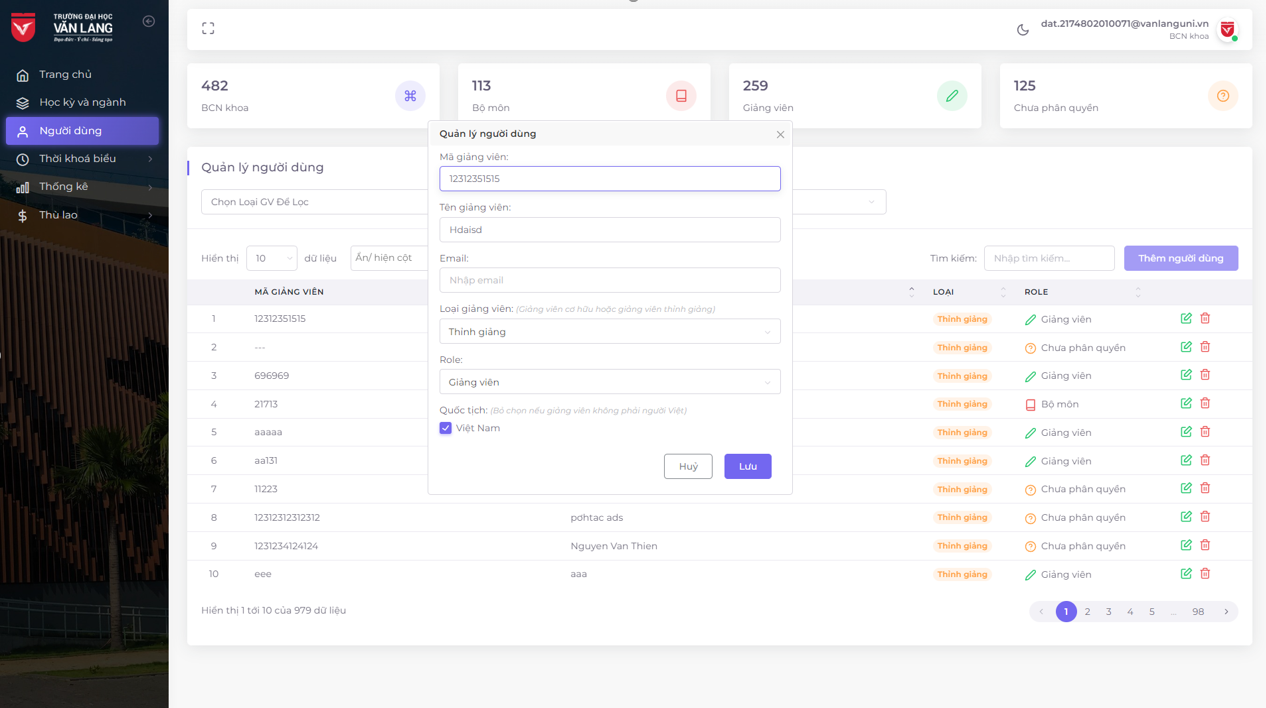 TRƯỜNG ĐẠI HỌC
VĂN LANG
Đạo đức - Ý chí - Sáng tạo
Trang chủ
Học kỳ và ngành
Người dùng
Thời khoá biểu
Thống kê
Thù lao
dat.2174802010071@vanlanguni.vn
BCN khoa
482
BCN khoa
113
Bộ môn
259
Giảng viên
125
Chưa phân quyền
Quản lý người dùng
Chọn Loại GV Để Lọc
Hiển thị 10 dữ liệu
Ẩn/ hiện cột
Tìm kiếm: Nhập tìm kiếm...
Thêm người dùng
MÃ GIẢNG VIÊN LOẠI ROLE
1 12312351515 Thỉnh giảng Giảng viên
2 --- Thỉnh giảng Chưa phân quyền
3 696969 Thỉnh giảng Giảng viên
4 21713 Thỉnh giảng Bộ môn
5 aaaaa Thỉnh giảng Giảng viên
6 aa131 Thỉnh giảng Giảng viên
7 11223 Thỉnh giảng Chưa phân quyền
8 12312312312312 pơhtac ads Thỉnh giảng Chưa phân quyền
9 1231234124124 Nguyen Van Thien Thỉnh giảng Chưa phân quyền
10 eee aaa Thỉnh giảng Giảng viên
Hiển thị 1 tới 10 của 979 dữ liệu
1 2 3 4 5 ... 98
Quản lý người dùng
Mã giảng viên:
12312351515
Tên giảng viên:
Hdaisd
Email:
Nhập email
Loại giảng viên: (Giảng viên cơ hữu hoặc giảng viên thỉnh giảng)
Thỉnh giảng
Role:
Giảng viên
Quốc tịch: (Bỏ chọn nếu giảng viên không phải người Việt)
Việt Nam
Huỷ
Lưu